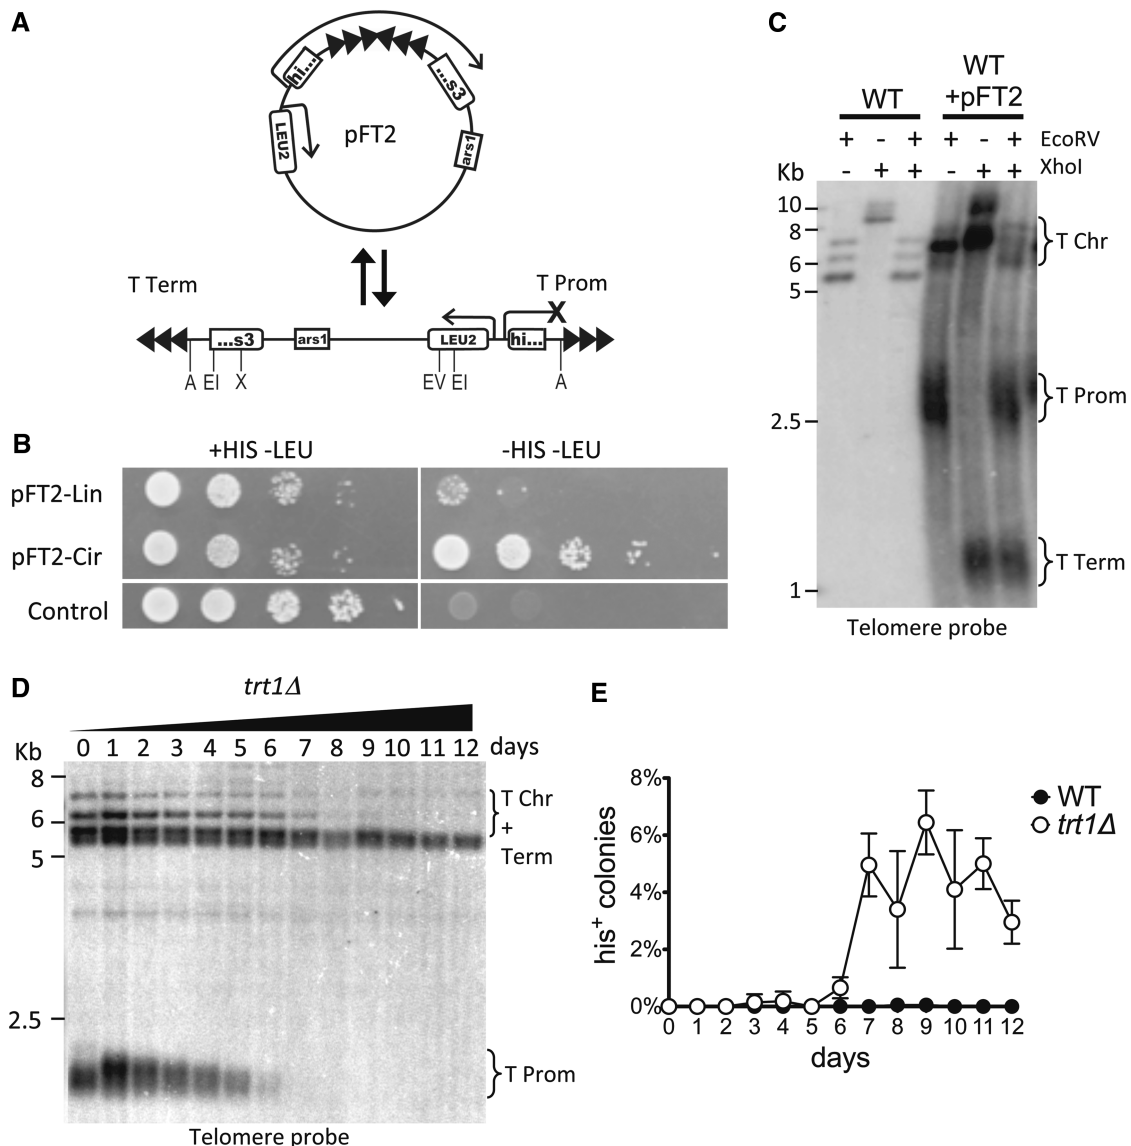 A
hi...
...s3
LEU2
pFT2
ars1
T Term
T Prom
X
...s3
ars1
LEU2
hi...
A EI X EV EI A
B
+HIS -LEU -HIS -LEU
pFT2-Lin
pFT2-Cir
Control
C
WT
WT
+pFT2
+ - + + - + EcoRV
- + + - + + XhoI
Kb
10
8
T Chr
6
5
T Prom
2.5
T Term
1
Telomere probe
D
trt1Δ
Kb 0 1 2 3 4 5 6 7 8 9 10 11 12 days
8
T Chr
6
+
5
Term
2.5
T Prom
Telomere probe
E
8%
6%
4%
2%
0%
his+ colonies
0 1 2 3 4 5 6 7 8 9 10 11 12
days
WT
trt1Δ